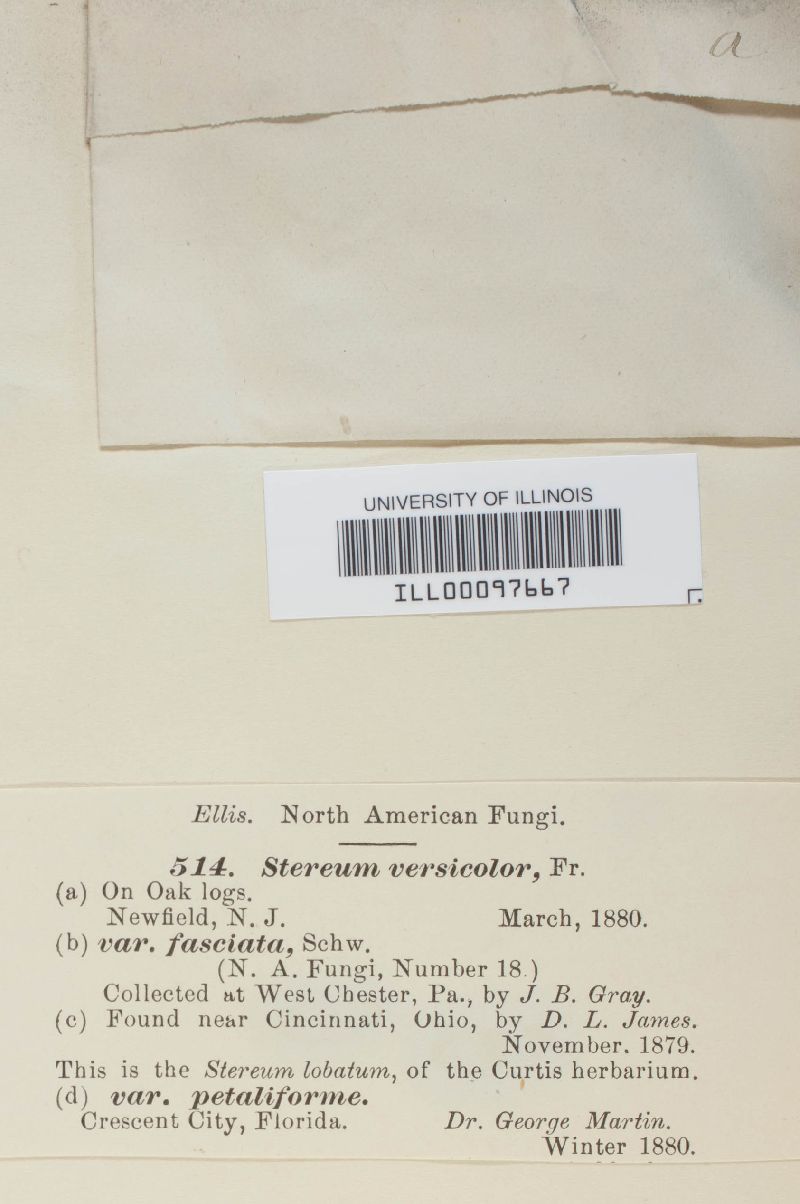 a
UNIVERSITY OF ILLINOIS
ILL00097667
Ellis. North American Fungi.
514. Stereum versicolor, Fr.
(a) On Oak logs.
Newfield, N. J. March, 1880.
(b) var. fasciata, Schw.
(N. A. Fungi, Number 18.)
Collected at West Chester, Pa., by J. B. Gray.
(c) Found near Cincinnati, Ohio, by D. L. James.
November. 1879.
This is the Stereum lobatum, of the Curtis herbarium.
(d) var. petaliforme.
Crescent City, Florida. Dr. George Martin.
Winter 1880.